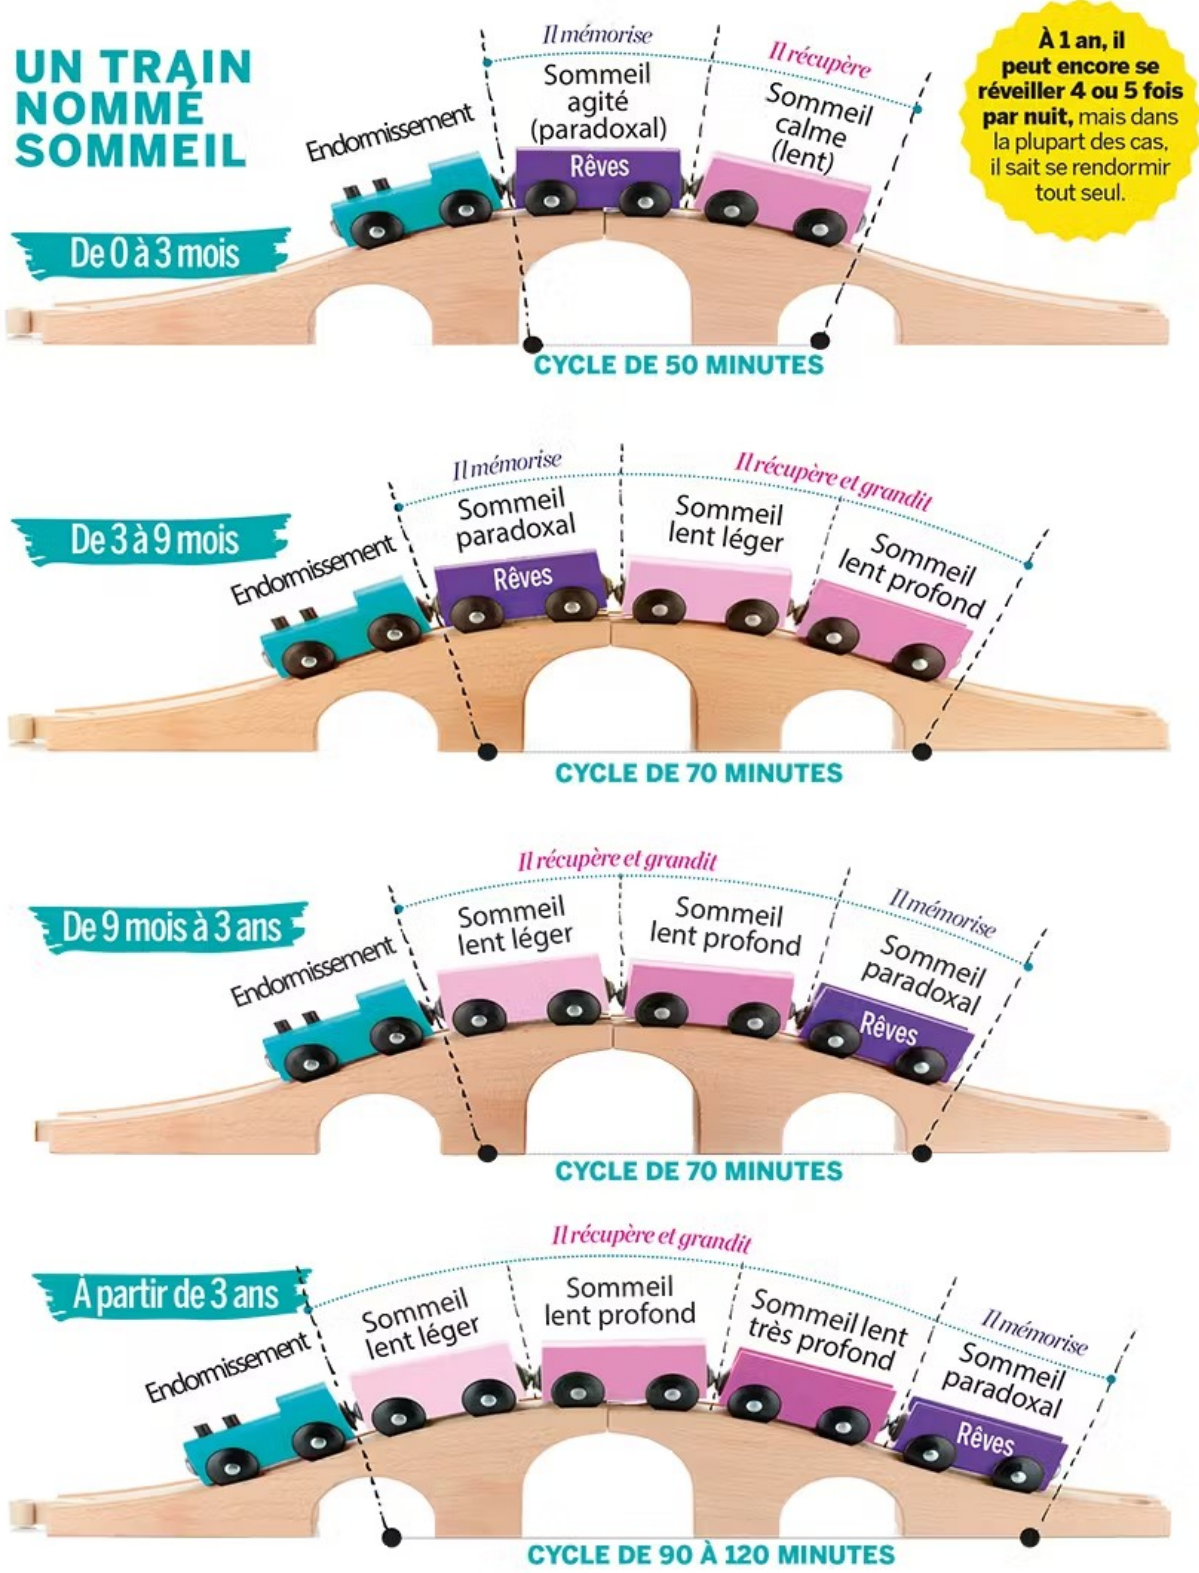 UN TRAIN
NOMMÉ
SOMMEIL
À 1 an, il
peut encore se
réveiller 4 ou 5 fois
par nuit, mais dans
la plupart des cas,
il sait se rendormir
tout seul.
De 0 à 3 mois
Endormissement
Il mémorise
Sommeil
agité
(paradoxal)
Rêves
Il récupère
Sommeil
calme
(lent)
CYCLE DE 50 MINUTES
De 3 à 9 mois
Endormissement
Il mémorise
Sommeil
paradoxal
Rêves
Il récupère et grandit
Sommeil
lent léger
Sommeil
lent profond
CYCLE DE 70 MINUTES
De 9 mois à 3 ans
Endormissement
Il récupère et grandit
Sommeil
lent léger
Sommeil
lent profond
Il mémorise
Sommeil
paradoxal
Rêves
CYCLE DE 70 MINUTES
À partir de 3 ans
Endormissement
Il récupère et grandit
Sommeil
lent léger
Sommeil
lent profond
Sommeil lent
très profond
Il mémorise
Sommeil
paradoxal
Rêves
CYCLE DE 90 À 120 MINUTES